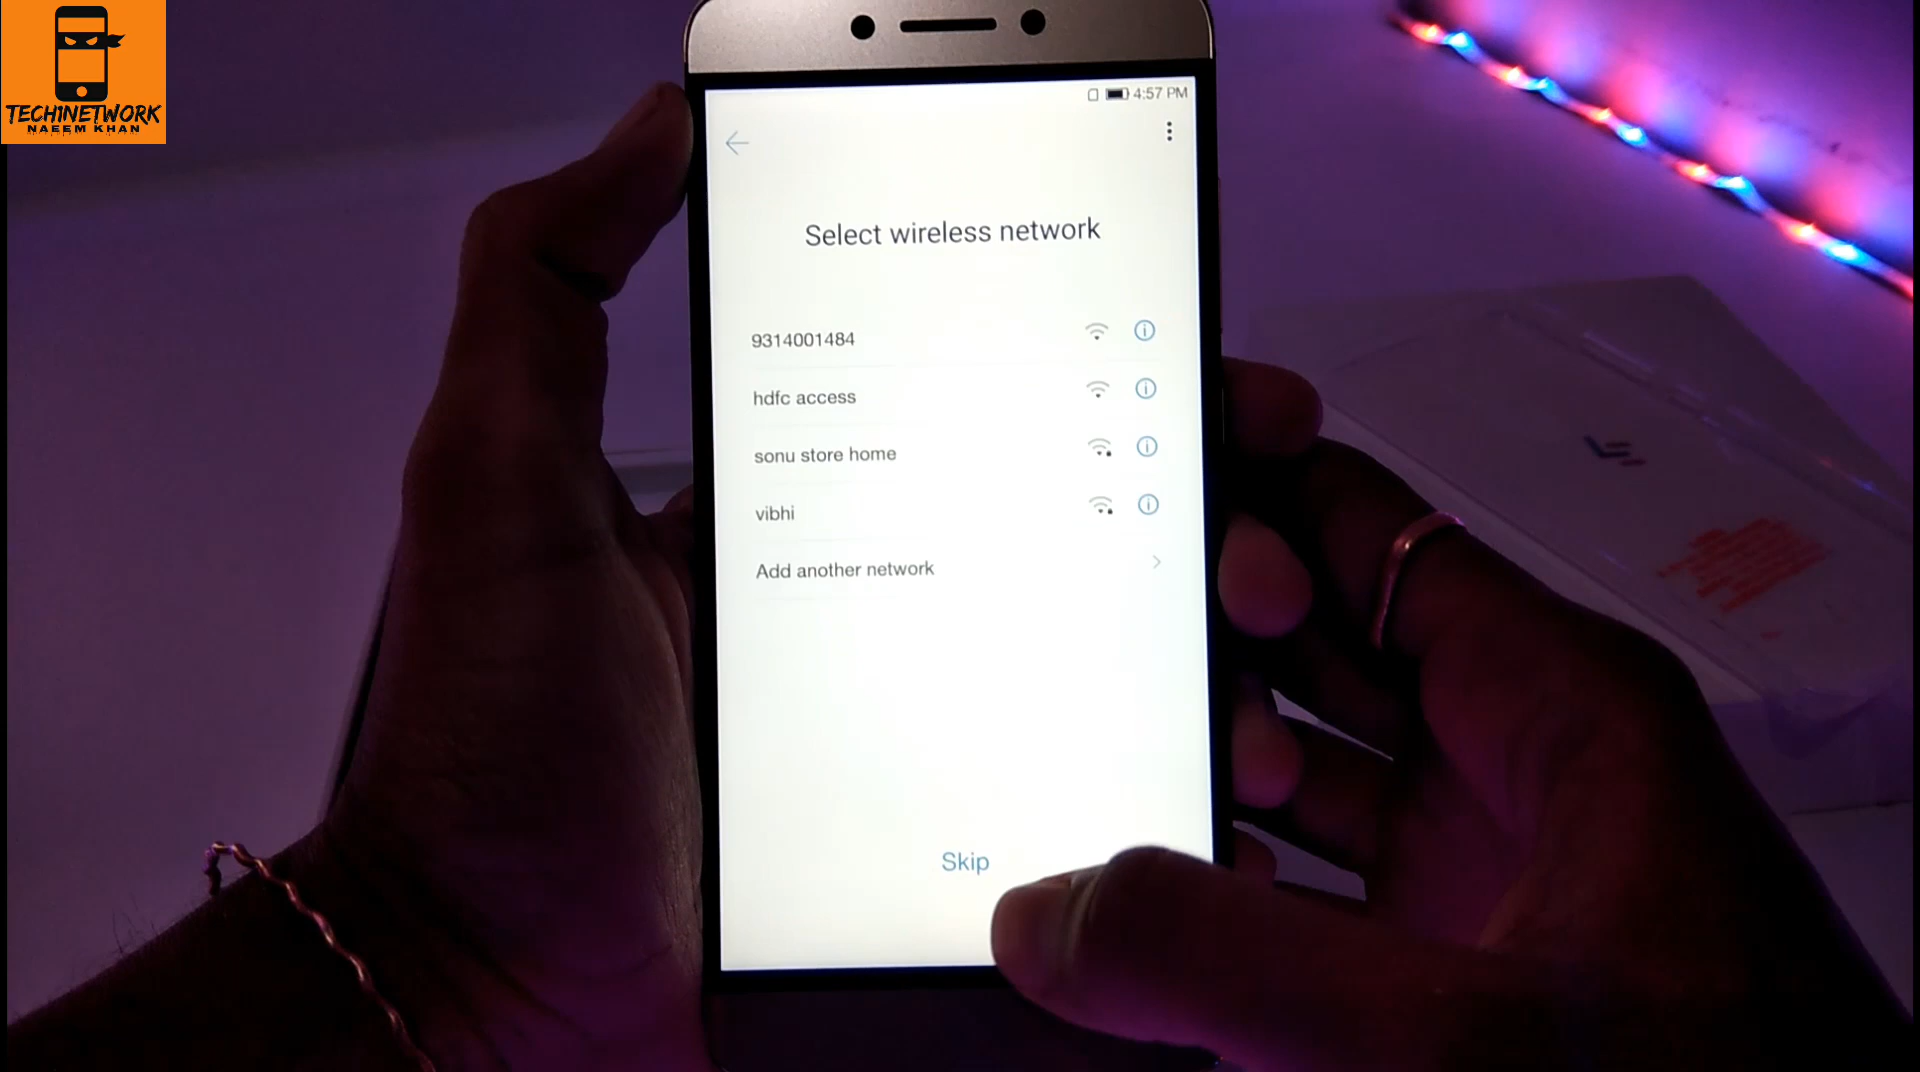 TECH1NETWORK
NAEEM KHAN
4:57 PM
Select wireless network
9314001484
hdfc access
sonu store home
vibhi
Add another network
Skip